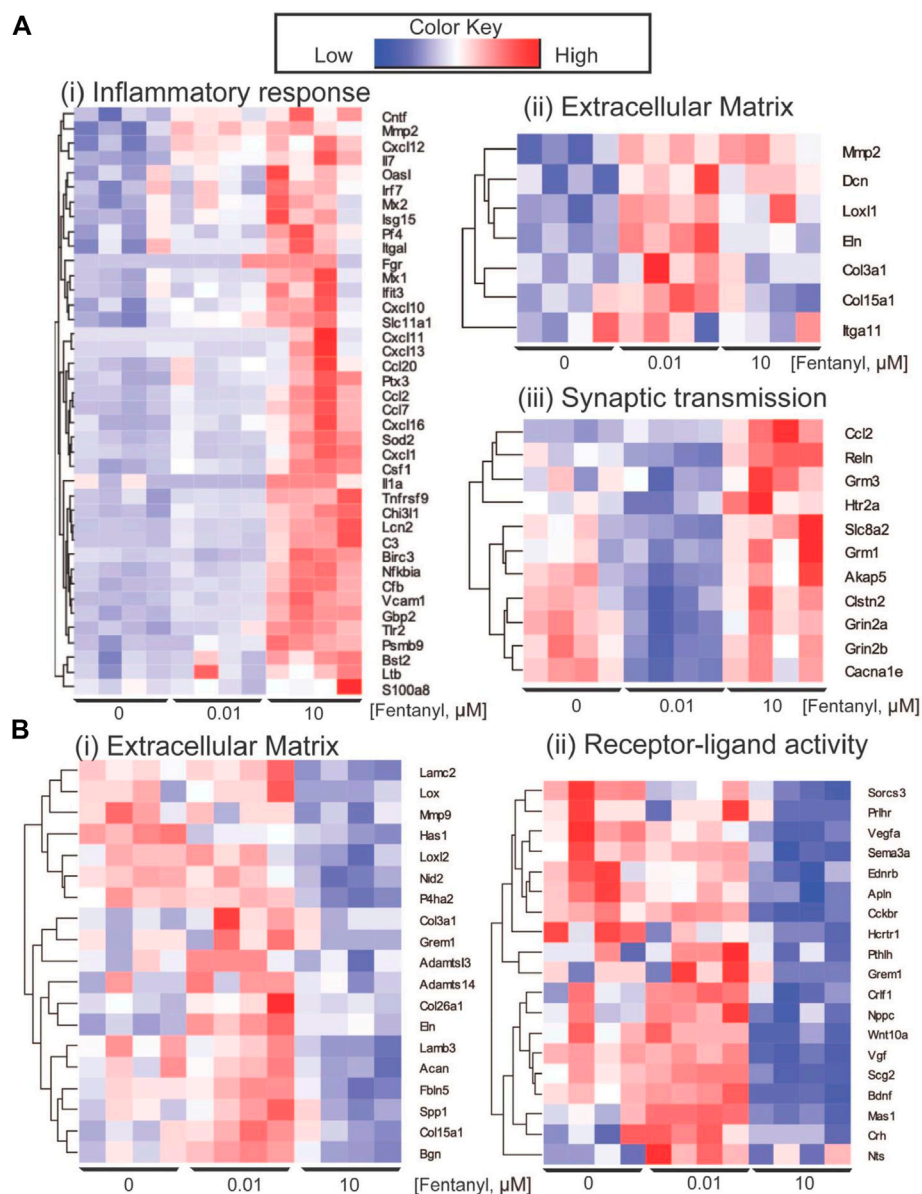 A
Color Key
Low
High
(i) Inflammatory response
Cntf
Mmp2
Cxcl12
Il7
Oasl
Irf7
Mx2
Isg15
Pf4
Itgal
Fgr
Mx1
Ifit3
Cxcl10
Slc11a1
Cxcl11
Cxcl13
Ccl20
Ptx3
Ccl2
Ccl7
Cxcl16
Sod2
Cxcl1
Csf1
Il1a
Tnfrsf9
Chi3l1
Lcn2
C3
Birc3
Nfkbia
Cfb
Vcam1
Gbp2
Tlr2
Psmb9
Bst2
Ltb
S100a8
0 0.01 10 [Fentanyl, µM]
(ii) Extracellular Matrix
Mmp2
Dcn
Loxl1
Eln
Col3a1
Col15a1
Itga11
0 0.01 10 [Fentanyl, µM]
(iii) Synaptic transmission
Ccl2
Reln
Grm3
Htr2a
Slc8a2
Grm1
Akap5
Clstn2
Grin2a
Grin2b
Cacna1e
0 0.01 10 [Fentanyl, µM]
B
(i) Extracellular Matrix
Lamc2
Lox
Mmp9
Has1
Loxl2
Nid2
P4ha2
Col3a1
Grem1
Adamtsl3
Adamts14
Col26a1
Eln
Lamb3
Acan
Fbln5
Spp1
Col15a1
Bgn
0 0.01 10 [Fentanyl, µM]
(ii) Receptor-ligand activity
Sorcs3
Prlhr
Vegfa
Sema3a
Ednrb
Apln
Cckbr
Hcrtr1
Pthlh
Grem1
Crlf1
Nppc
Wnt10a
Vgf
Scg2
Bdnf
Mas1
Crh
Nts
0 0.01 10